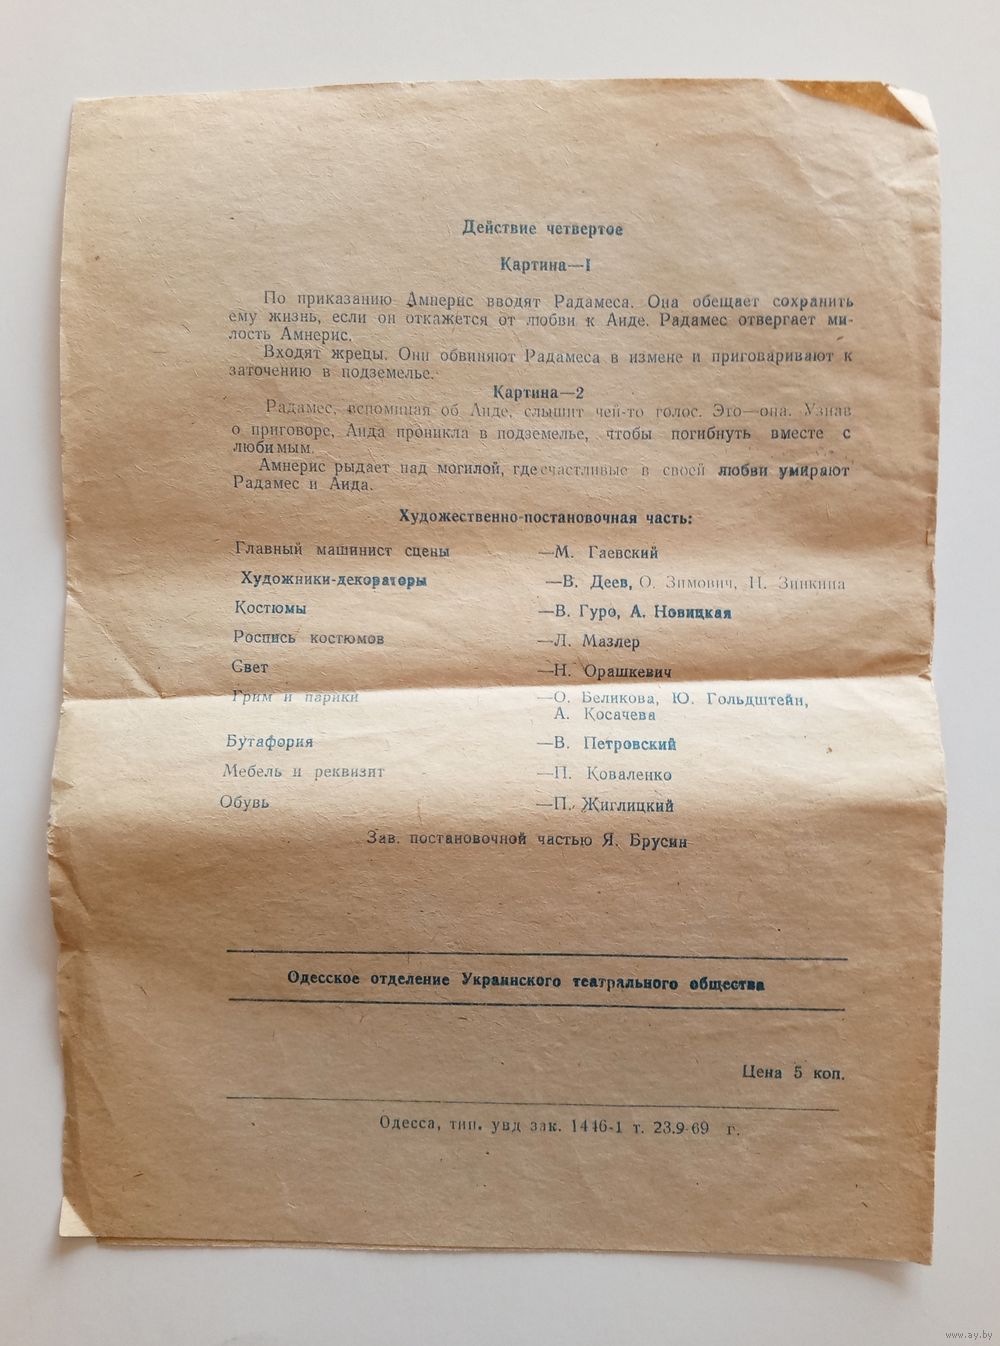 Действие четвертое
Картина—I
По приказанию Амнерис вводят Радамеса. Она обещает сохранить
ему жизнь, если он откажется от любви к Аиде. Радамес отвергает ми-
лость Амнерис.
Входят жрецы. Они обвиняют Радамеса в измене и приговаривают к
заточению в подземелье.
Картина—2
Радамес, вспоминая об Аиде, слышит чей-то голос. Это—она. Узнав
о приговоре, Аида проникла в подземелье, чтобы погибнуть вместе с
любимым.
Амнерис рыдает над могилой, где счастливые в своей любви умирают
Радамес и Аида.
Художественно-постановочная часть:
Главный машинист сцены —М. Гаевский
Художники-декораторы —В. Деев, О. Зимович, Н. Зинкина
Костюмы —В. Гуро, А. Новицкая
Роспись костюмов —Л. Мазлер
Свет —Н. Орашкевич
Грим и парики —О. Беликова, Ю. Гольдштейн,
А. Косачева
Бутафория —В. Петровский
Мебель и реквизит —П. Коваленко
Обувь —П. Жиглицкий
Зав. постановочной частью Я. Брусин
Одесское отделение Украинского театрального общества
Цена 5 коп.
Одесса, тип. увд зак. 1446-1 т. 23.9-69 г.
www.ay.by